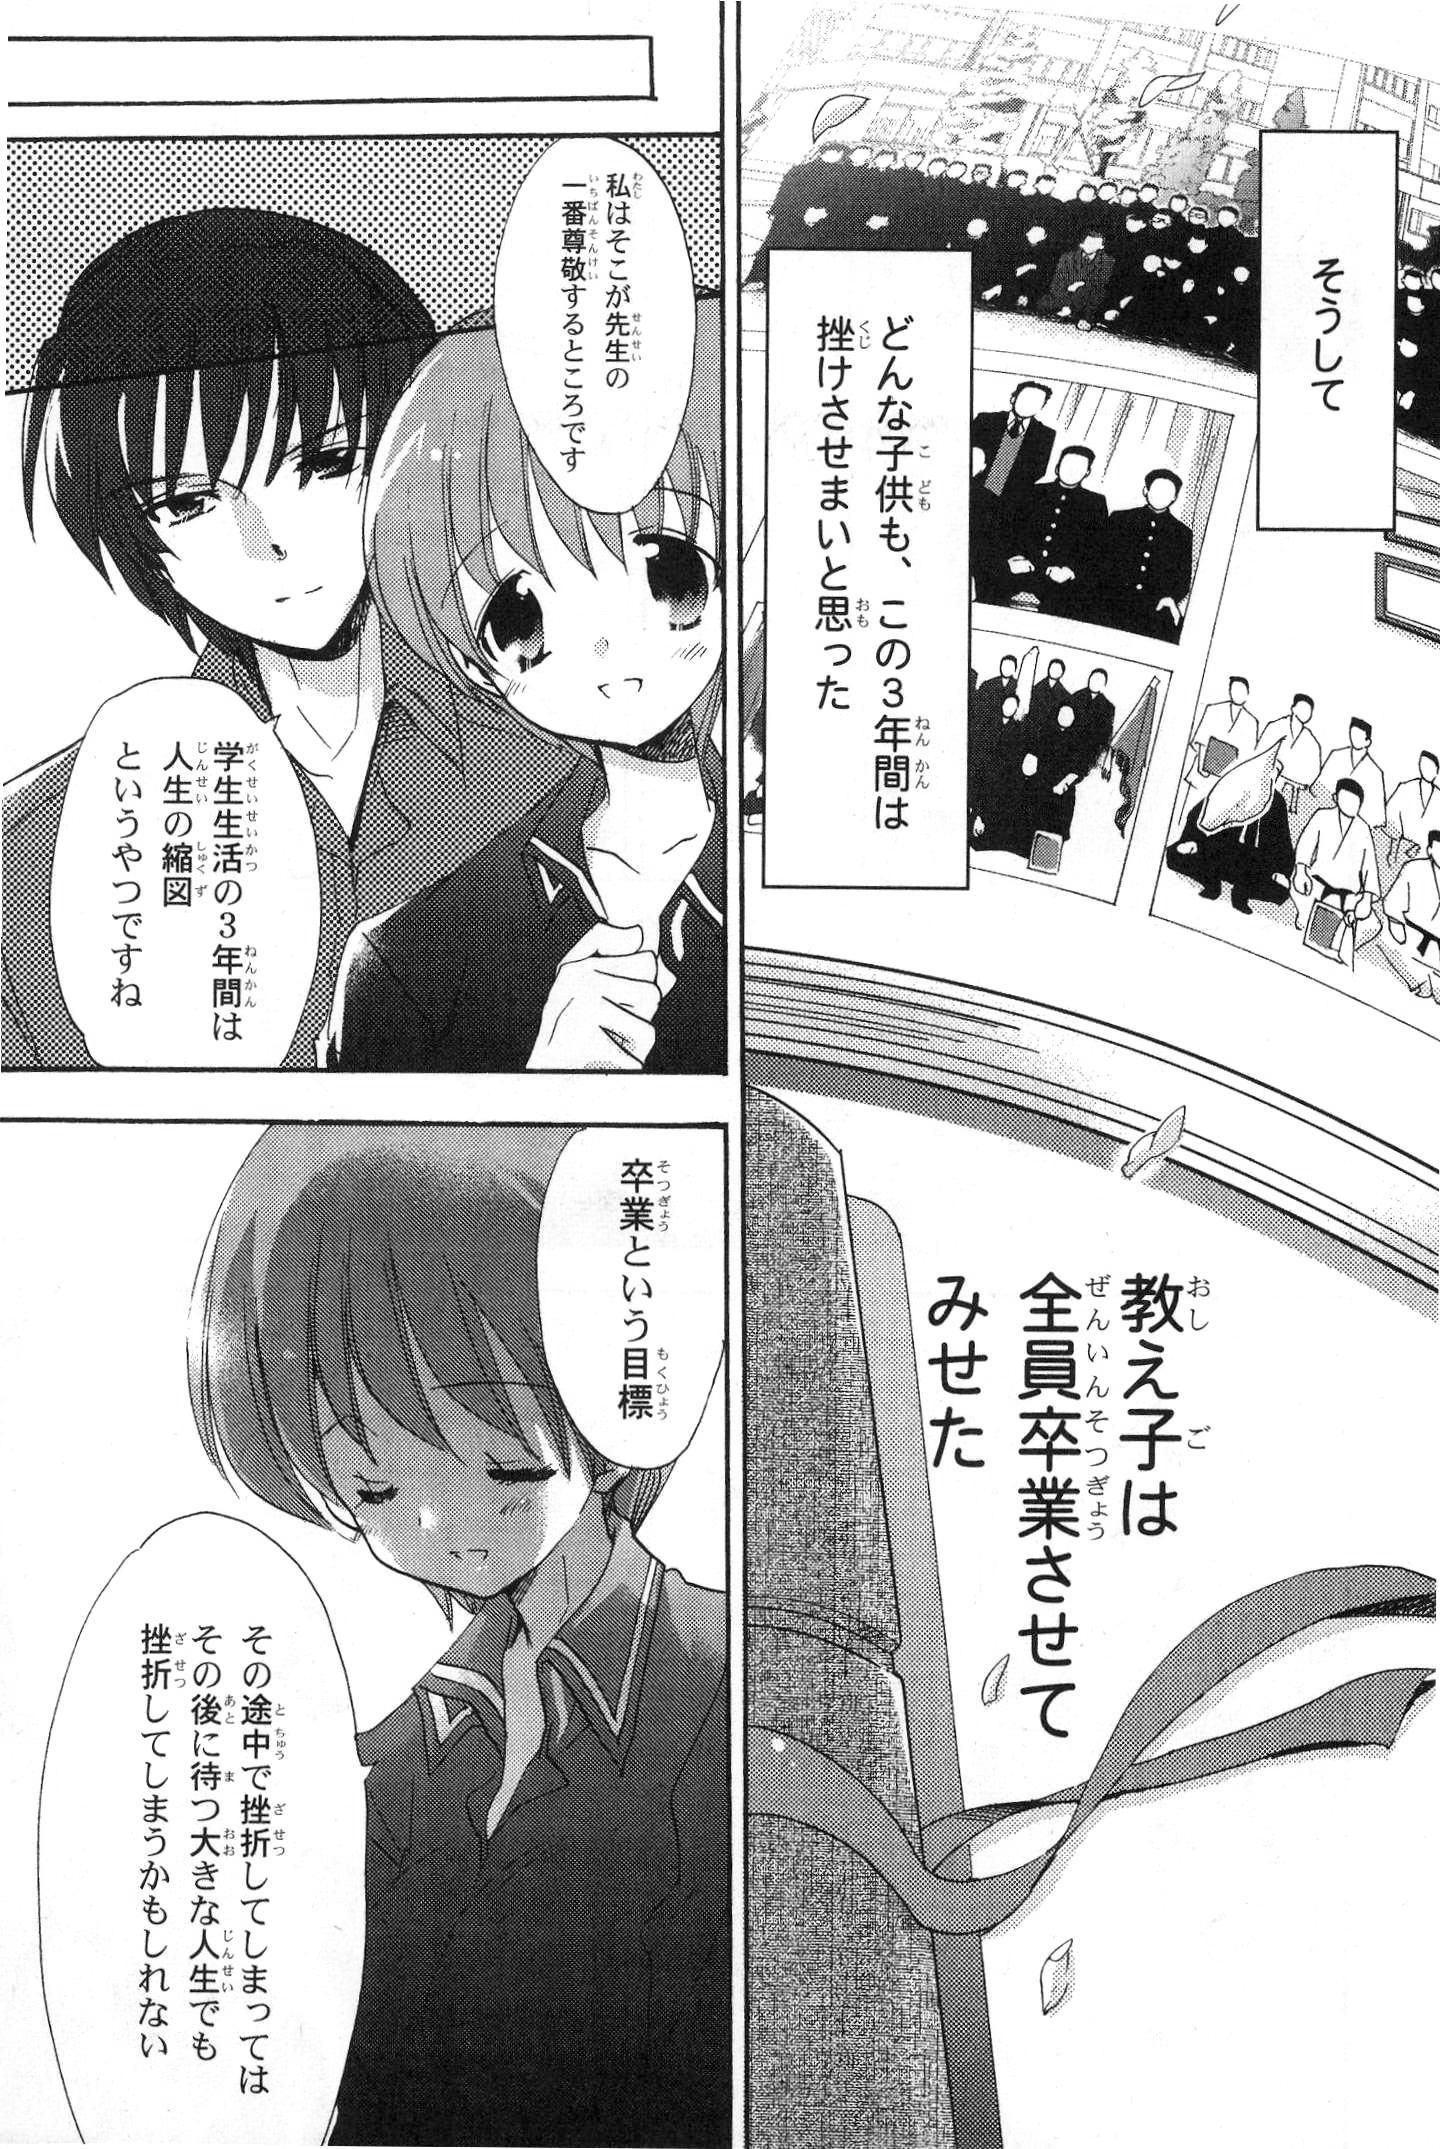 そうして
どんな子供も、この3年間は
挫けさせまいと思った
教え子は
全員卒業させて
みせた
私はそこが先生の
一番尊敬するところです
学生生活の3年間は
人生の縮図
というやつですね
卒業という目標
その途中で挫折してしまっては
その後に待つ大きな人生でも
挫折してしまうかもしれない